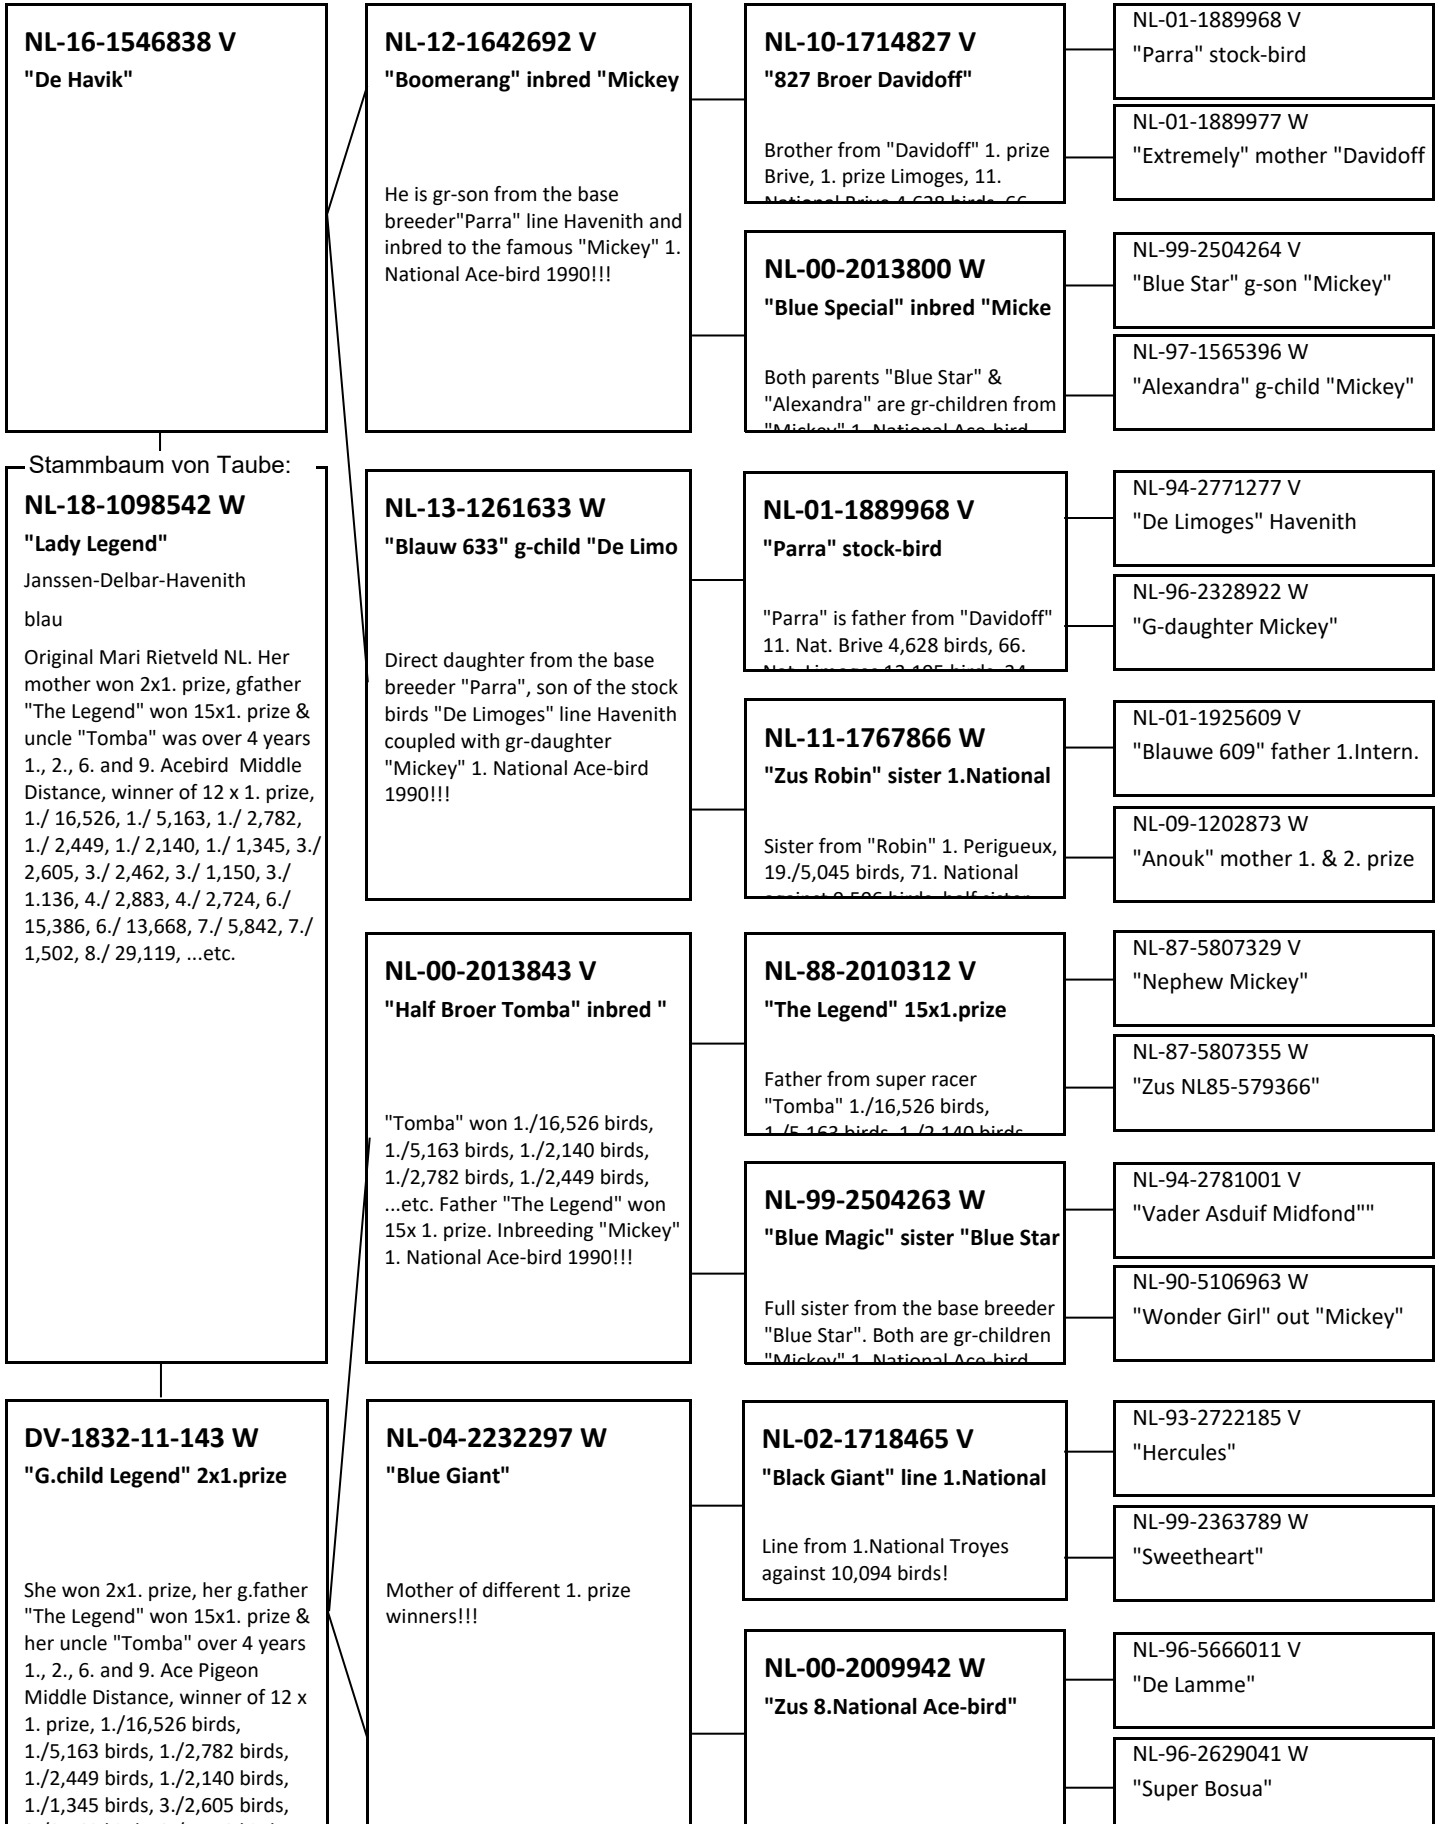 NL-16-1546838 V
"De Havik"
Stammbaum von Taube:
NL-18-1098542 W
"Lady Legend"
Janssen-Delbar-Havenith
blau
Original Mari Rietveld NL. Her
mother won 2x1. prize, gfather
"The Legend" won 15x1. prize &
uncle "Tomba" was over 4 years
1., 2., 6. and 9. Acebird  Middle
Distance, winner of 12 x 1. prize,
1./ 16,526, 1./ 5,163, 1./ 2,782,
1./ 2,449, 1./ 2,140, 1./ 1,345, 3./
2,605, 3./ 2,462, 3./ 1,150, 3./
1.136, 4./ 2,883, 4./ 2,724, 6./
15,386, 6./ 13,668, 7./ 5,842, 7./
1,502, 8./ 29,119, ...etc.
DV-1832-11-143 W
"G.child Legend" 2x1.prize
She won 2x1. prize, her g.father
"The Legend" won 15x1. prize &
her uncle "Tomba" over 4 years
1., 2., 6. and 9. Ace Pigeon
Middle Distance, winner of 12 x
1. prize, 1./16,526 birds,
1./5,163 birds, 1./2,782 birds,
1./2,449 birds, 1./2,140 birds,
1./1,345 birds, 3./2,605 birds,
NL-12-1642692 V
"Boomerang" inbred "Mickey
He is gr-son from the base
breeder"Parra" line Havenith and
inbred to the famous "Mickey" 1.
National Ace-bird 1990!!!
NL-13-1261633 W
"Blauw 633" g-child "De Limo
Direct daughter from the base
breeder "Parra", son of the stock
birds "De Limoges" line Havenith
coupled with gr-daughter
"Mickey" 1. National Ace-bird
1990!!!
NL-00-2013843 V
"Half Broer Tomba" inbred "
"Tomba" won 1./16,526 birds,
1./5,163 birds, 1./2,140 birds,
1./2,782 birds, 1./2,449 birds,
...etc. Father "The Legend" won
15x 1. prize. Inbreeding "Mickey"
1. National Ace-bird 1990!!!
NL-04-2232297 W
"Blue Giant"
Mother of different 1. prize
winners!!!
NL-10-1714827 V
"827 Broer Davidoff"
Brother from "Davidoff" 1. prize
Brive, 1. prize Limoges, 11.
National Brive 4,628 birds, 66.
NL-00-2013800 W
"Blue Special" inbred "Micke
Both parents "Blue Star" &
"Alexandra" are gr-children from
"Mickey" 1. National Ace-bird
NL-01-1889968 V
"Parra" stock-bird
"Parra" is father from "Davidoff"
11. Nat. Brive 4,628 birds, 66.
NL-11-1767866 W
"Zus Robin" sister 1.National
Sister from "Robin" 1. Perigueux,
19./5,045 birds, 71. National
NL-88-2010312 V
"The Legend" 15x1.prize
Father from super racer
"Tomba" 1./16,526 birds,
1./5,163 birds, 1./2,140 birds
NL-99-2504263 W
"Blue Magic" sister "Blue Star
Full sister from the base breeder
"Blue Star". Both are gr-children
"Mickey" 1. National Ace-bird
NL-02-1718465 V
"Black Giant" line 1.National
Line from 1.National Troyes
against 10,094 birds!
NL-00-2009942 W
"Zus 8.National Ace-bird"
NL-01-1889968 V
"Parra" stock-bird
NL-01-1889977 W
"Extremely" mother "Davidoff
NL-99-2504264 V
"Blue Star" g-son "Mickey"
NL-97-1565396 W
"Alexandra" g-child "Mickey"
NL-94-2771277 V
"De Limoges" Havenith
NL-96-2328922 W
"G-daughter Mickey"
NL-01-1925609 V
"Blauwe 609" father 1.Intern.
NL-09-1202873 W
"Anouk" mother 1. & 2. prize
NL-87-5807329 V
"Nephew Mickey"
NL-87-5807355 W
"Zus NL85-579366"
NL-94-2781001 V
"Vader Asduif Midfond""
NL-90-5106963 W
"Wonder Girl" out "Mickey"
NL-93-2722185 V
"Hercules"
NL-99-2363789 W
"Sweetheart"
NL-96-5666011 V
"De Lamme"
NL-96-2629041 W
"Super Bosua"